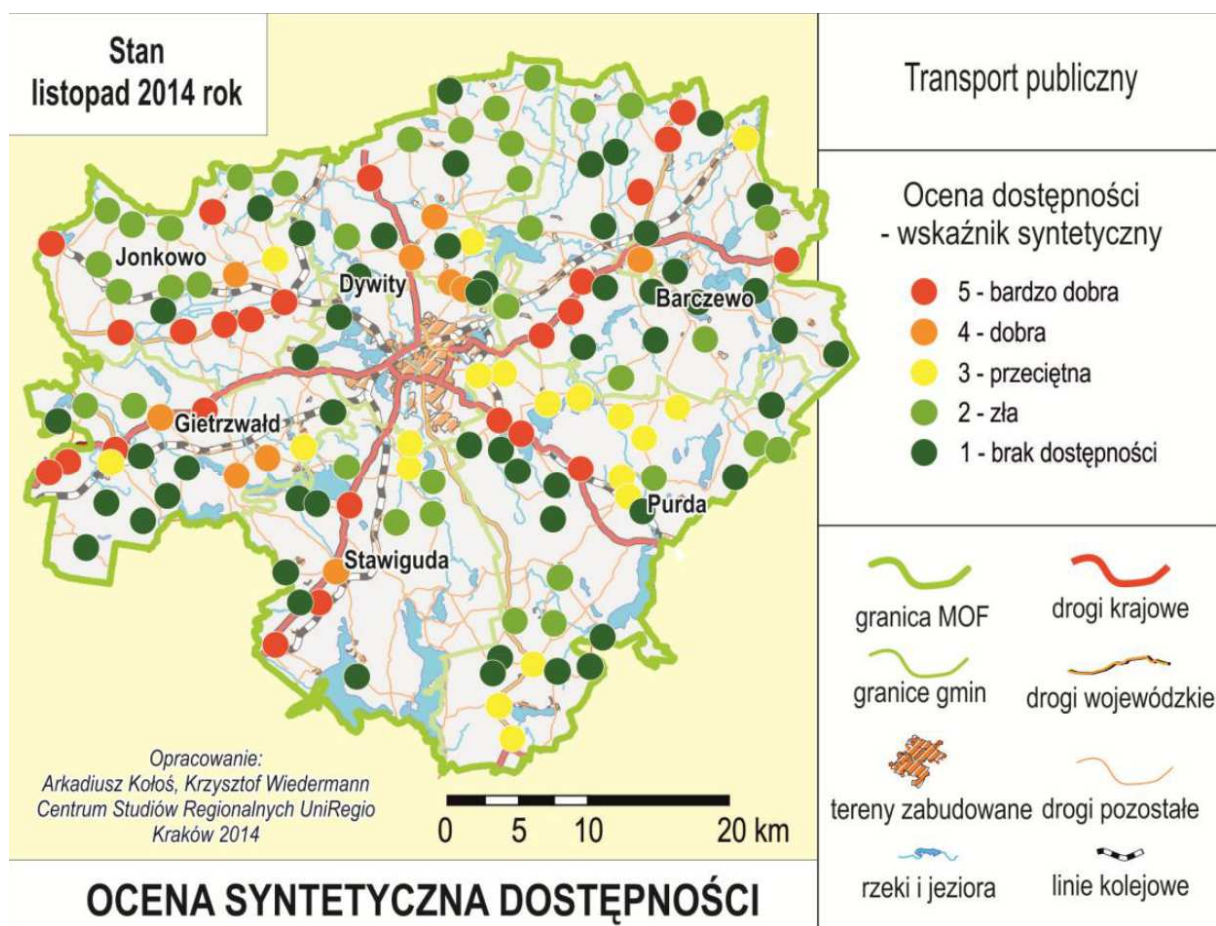 Stan
listopad 2014 rok
Transport publiczny
Ocena dostępności
- wskaźnik syntetyczny
5 - bardzo dobra
4 - dobra
3 - przeciętna
2 - zła
1 - brak dostępności
Jonkowo
Dywity
Barczewo
Gietrzwałd
Purda
Stawiguda
granica MOF
drogi krajowe
granice gmin
drogi wojewódzkie
tereny zabudowane
drogi pozostałe
rzeki i jeziora
linie kolejowe
Opracowanie:
Arkadiusz Kołoś, Krzysztof Wiedermann
Centrum Studiów Regionalnych UniRegio
Kraków 2014
0 5 10 20 km
OCENA SYNTETYCZNA DOSTĘPNOŚCI